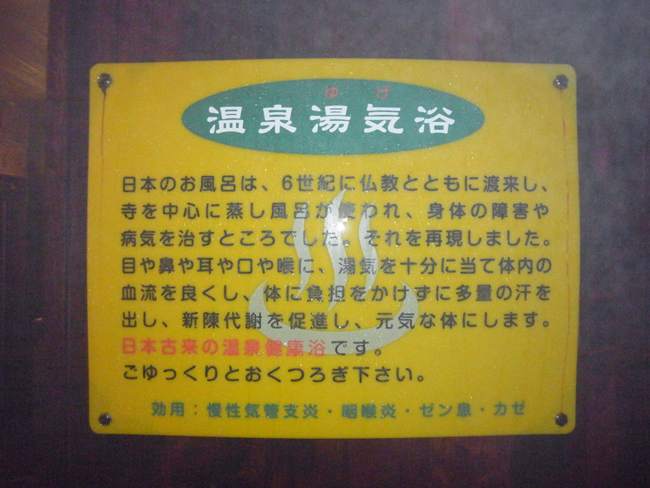 ゆけ
温泉湯気浴
日本のお風呂は、6世紀に仏教とともに渡来し、
寺を中心に蒸し風呂が使われ、身体の障害や
病気を治すところでした。それを再現しました。
目や鼻や耳や口や喉に、湯気を十分に当て体内の
血流を良くし、体に負担をかけずに多量の汗を
出し、新陳代謝を促進し、元気な体にします。
日本古来の温泉健康浴です。
ごゆっくりとおくつろぎ下さい。
効用：慢性気管支炎・咽喉炎・ゼン息・カゼ